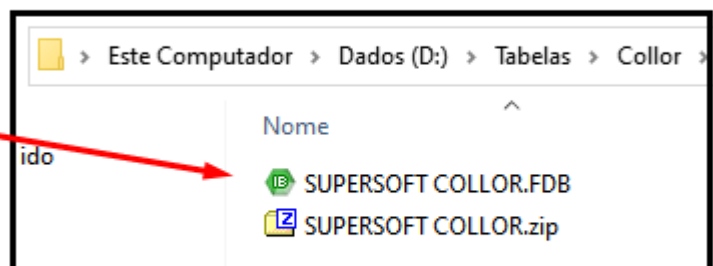 Este Computador > Dados (D:) > Tabelas > Collor >
Nome
ido
SUPERSOFT COLLOR.FDB
SUPERSOFT COLLOR.zip